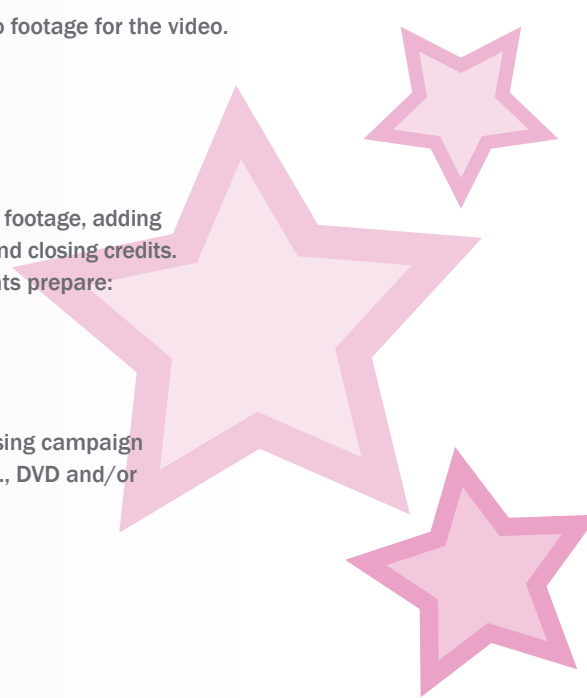 footage for the video.
footage, adding
nd closing credits.
ts prepare:
sing campaign
., DVD and/or